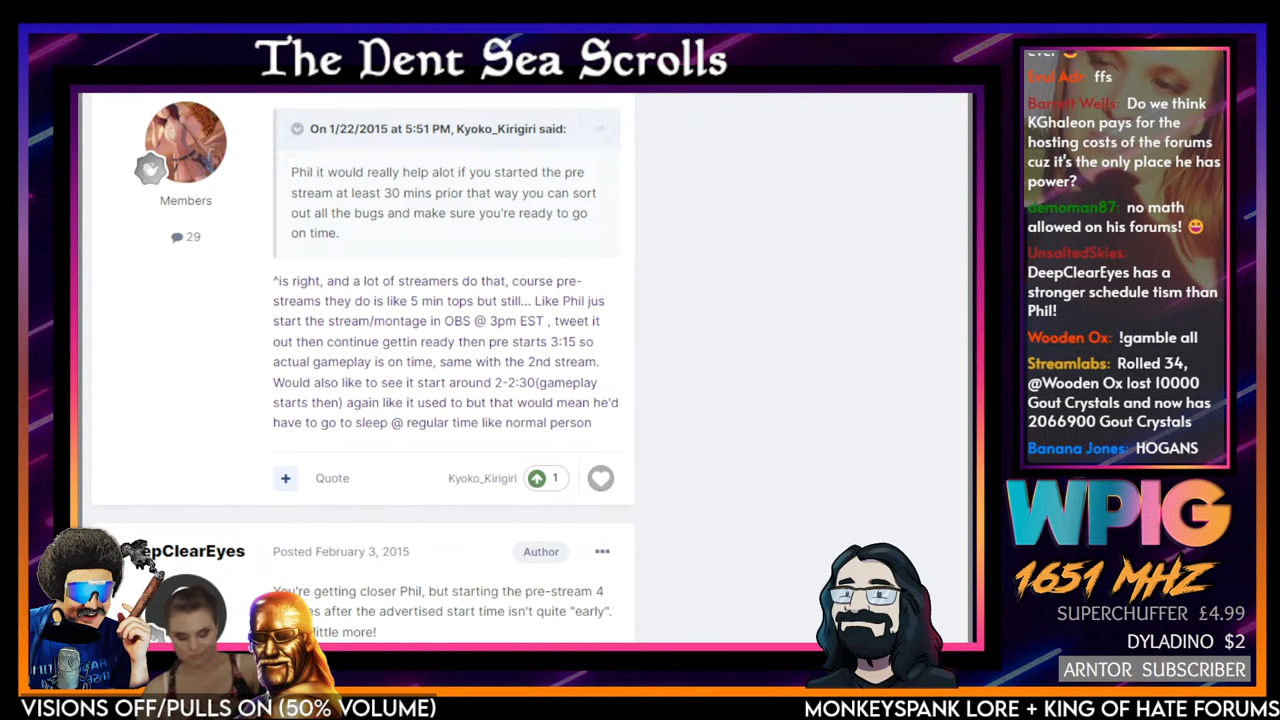 The Dent Sea Scrolls
On 1/22/2015 at 5:51 PM, Kyoko_Kirigiri said:
Phil it would really help alot if you started the pre
stream at least 30 mins prior that way you can sort
out all the bugs and make sure you're ready to go
on time.
Members
29
^is right, and a lot of streamers do that, course pre-
streams they do is like 5 min tops but still... Like Phil jus
start the stream/montage in OBS @ 3pm EST , tweet it
out then continue gettin ready then pre starts 3:15 so
actual gameplay is on time, same with the 2nd stream.
Would also like to see it start around 2-2:30(gameplay
starts then) again like it used to but that would mean he'd
have to go to sleep @ regular time like normal person
+ Quote Kyoko_Kirigiri 1
epClearEyes Posted February 3, 2015 Author
You're getting closer Phil, but starting the pre-stream 4
es after the advertised start time isn't quite "early".
little more!
Evul Adr: ffs
Barrett Wells: Do we think
KGhaleon pays for the
hosting costs of the forums
cuz it's the only place he has
power?
demoman87: no math
allowed on his forums! 😄
UnsaltedSkies:
DeepClearEyes has a
stronger schedule tism than
Phil!
Wooden Ox: !gamble all
Streamlabs: Rolled 34,
@Wooden Ox lost 10000
Gout Crystals and now has
2066900 Gout Crystals
Banana Jones: HOGANS
WPIG
1651 MHZ
SUPERCHUFFER £4.99
DYLADINO $2
ARNTOR SUBSCRIBER
VISIONS OFF/PULLS ON (50% VOLUME)
MONKEYSPANK LORE + KING OF HATE FORUMS